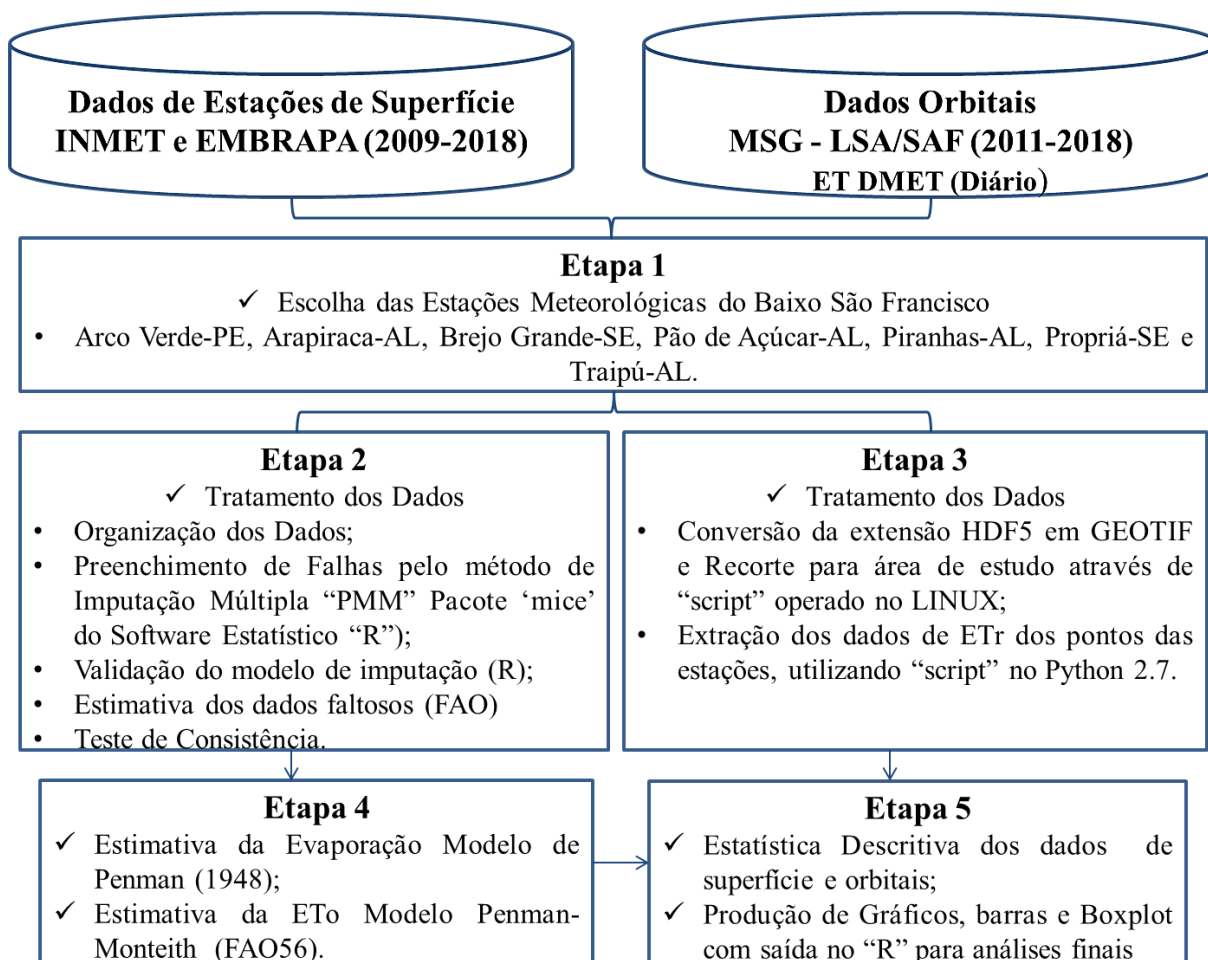 Dados de Estações de Superfície
INMET e EMBRAPA (2009-2018)
Dados Orbitais
MSG - LSA/SAF (2011-2018)
ET DMET (Diário)
Etapa 1
✓ Escolha das Estações Meteorológicas do Baixo São Francisco
• Arco Verde-PE, Arapiraca-AL, Brejo Grande-SE, Pão de Açúcar-AL, Piranhas-AL, Propriá-SE e
Traipú-AL.
Etapa 2
✓ Tratamento dos Dados
• Organização dos Dados;
• Preenchimento de Falhas pelo método de
Imputação Múltipla “PMM” Pacote ‘mice’
do Software Estatístico “R”);
• Validação do modelo de imputação (R);
• Estimativa dos dados faltosos (FAO)
• Teste de Consistência.
Etapa 3
✓ Tratamento dos Dados
• Conversão da extensão HDF5 em GEOTIF
e Recorte para área de estudo através de
“script” operado no LINUX;
• Extração dos dados de ETr dos pontos das
estações, utilizando “script” no Python 2.7.
Etapa 4
✓ Estimativa da Evaporação Modelo de
Penman (1948);
✓ Estimativa da ETo Modelo Penman-
Monteith (FAO56).
Etapa 5
✓ Estatística Descritiva dos dados de
superfície e orbitais;
✓ Produção de Gráficos, barras e Boxplot
com saída no “R” para análises finais